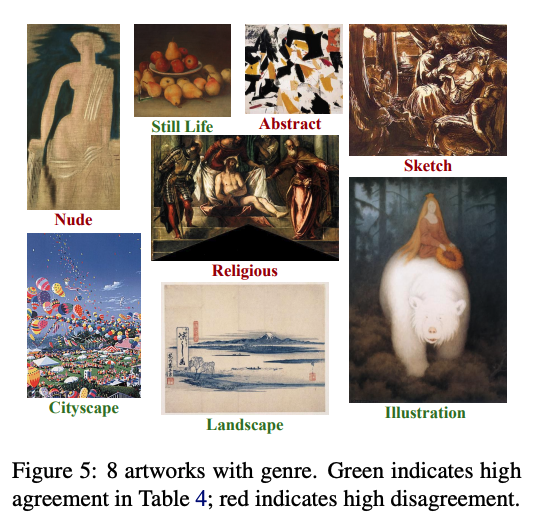 Still Life
Abstract
Sketch
Nude
Religious
Cityscape
Illustration
Landscape
Figure 5: 8 artworks with genre. Green indicates high
agreement in Table 4; red indicates high disagreement.